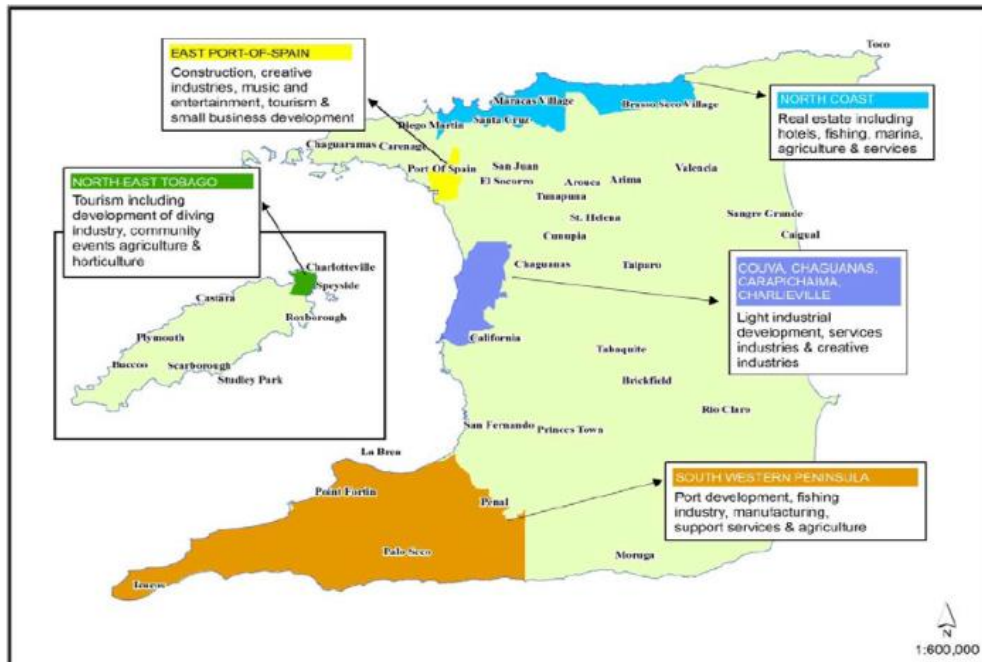 EAST PORT-OF-SPAIN
Construction, creative
industries, music and
entertainment, tourism &
small business development
Toco
NORTH COAST
Real estate including
hotels, fishing, marina,
agriculture & services
Maracas Village
Brasso Seco Village
Santa Cruz
Diego Martin
Chaguaramas
Carenage
Port Of Spain
San Juan
Valencia
El Socorro
Arouca
Arima
Tunapuna
St. Helena
Sangre Grande
Cunupia
Caigual
Chaguanas
Taiparo
NORTH-EAST TOBAGO
Tourism including
development of diving
industry, community
events agriculture &
horticulture
Charlotteville
Speyside
Castara
Roxborough
Plymouth
Buccoo
Scarborough
Studley Park
COUVA, CHAGUANAS,
CARAPICHAIMA,
CHARLIEVILLE
Light industrial
development, services
industries & creative
industries
California
Tabaquite
Brickfield
Rio Claro
San Fernando
Princes Town
La Brea
SOUTH WESTERN PENINSULA
Port development, fishing
industry, manufacturing,
support services & agriculture
Point Fortin
Penal
Palo Seco
Moruga
Icacos
N
1:600,000